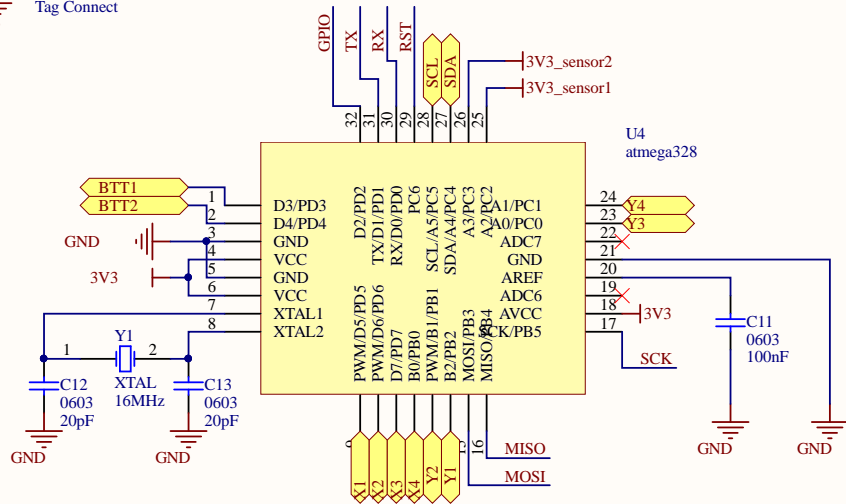 Tag Connect
GPIO
TX
RX
RST
SCL
SDA
3V3_sensor2
3V3_sensor1
32
31
30
29
28
27
26
25
U4
atmega328
D2/PD2
TX/D1/PD1
RX/D0/PD0
PC6
SCL/A5/PC5
SDA/A4/PC4
A3/PC3
A2/PC2
BTT1
BTT2
GND
3V3
1
2
3
4
5
6
7
8
D3/PD3
D4/PD4
GND
VCC
GND
VCC
XTAL1
XTAL2
A1/PC1
A0/PC0
ADC7
GND
AREF
ADC6
AVCC
SCK/PB5
24
23
22
21
20
19
18
17
Y4
Y3
3V3
SCK
C11
0603
100nF
GND
GND
Y1
1
2
XTAL
16MHz
C12
0603
20pF
C13
0603
20pF
GND
GND
PWM/D5/PD5
PWM/D6/PD6
D7/PD7
B0/PB0
PWM/B1/PB1
B2/PB2
MOSI/PB3
MISO/PB4
9
15
16
X1
X2
X3
X4
Y2
Y1
MISO
MOSI